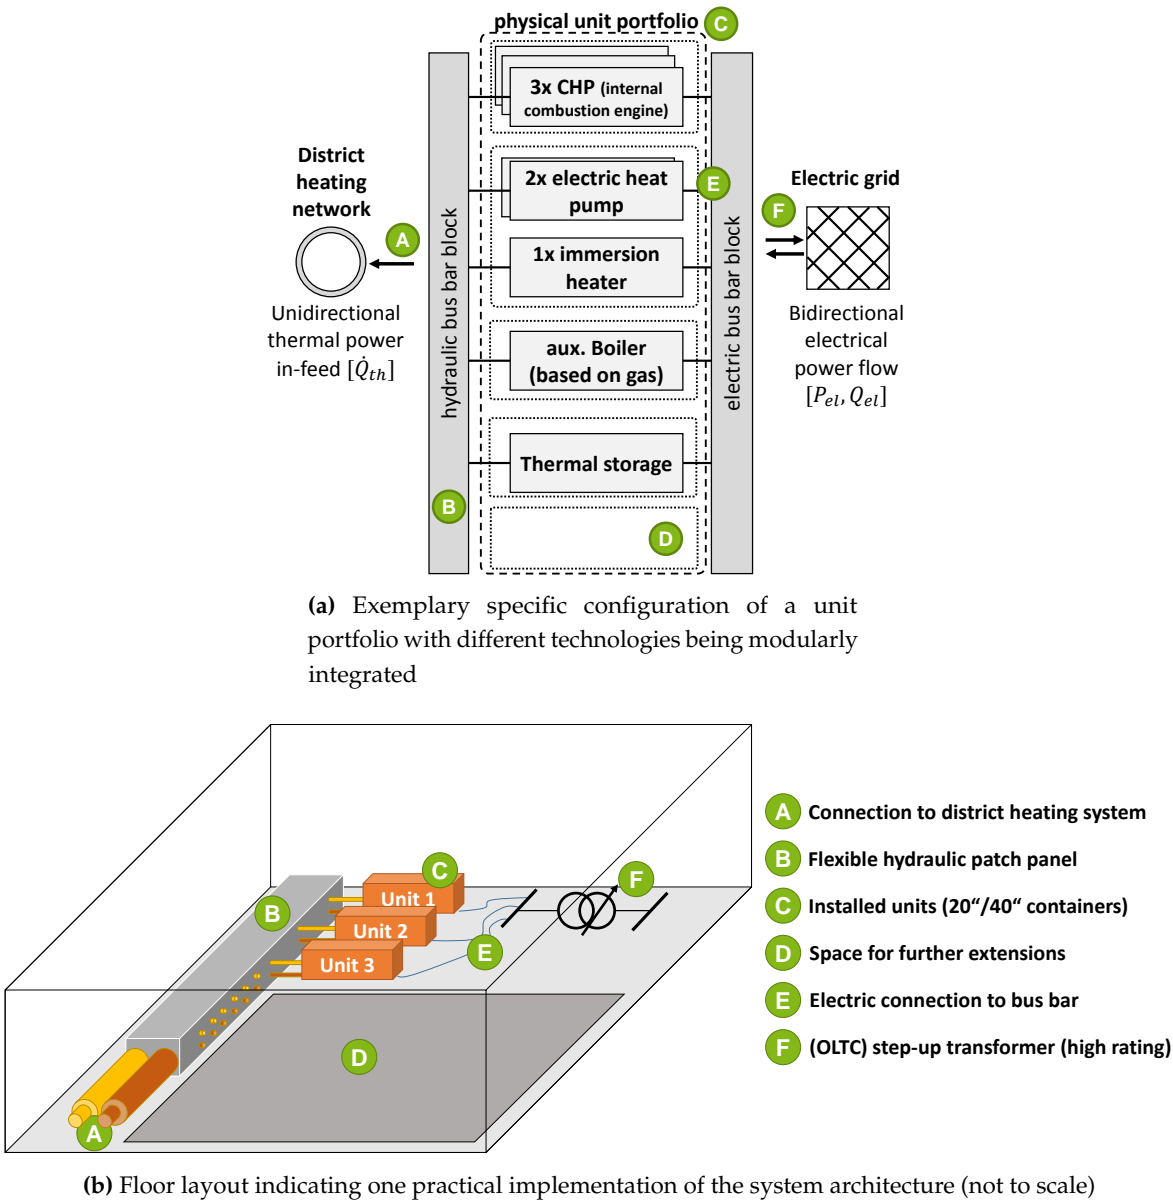 physical unit portfolio
C
3x CHP (internal
combustion engine)
District
heating
network
A
Unidirectional
thermal power
in-feed [Q̇th]
hydraulic bus bar block
B
2x electric heat
pump
E
1x immersion
heater
aux. Boiler
(based on gas)
Thermal storage
D
electric bus bar block
Electric grid
F
Bidirectional
electrical
power flow
[Pel, Qel]
(a) Exemplary specific configuration of a unit
portfolio with different technologies being modularly
integrated
C
Unit 1
F
B
Unit 2
E
Unit 3
D
A
A Connection to district heating system
B Flexible hydraulic patch panel
C Installed units (20“/40“ containers)
D Space for further extensions
E Electric connection to bus bar
F (OLTC) step-up transformer (high rating)
(b) Floor layout indicating one practical implementation of the system architecture (not to scale)